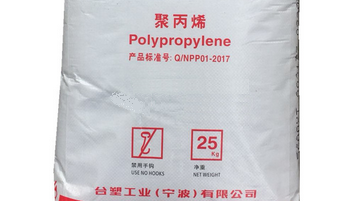 聚丙烯
Polypropylene
产品标准号: Q/NPP01-2017
禁用手钩
USE NO HOOKS
25
Kg
净重
NET WEIGHT
台塑工业(宁波)有限公司